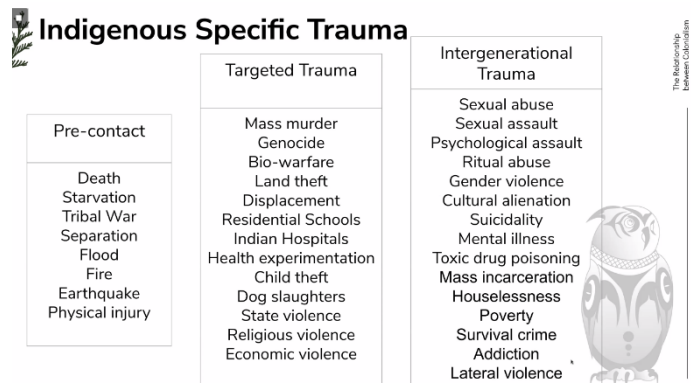 Indigenous Specific Trauma
Pre-contact
Death
Starvation
Tribal War
Separation
Flood
Fire
Earthquake
Physical injury
Targeted Trauma
Mass murder
Genocide
Bio-warfare
Land theft
Displacement
Residential Schools
Indian Hospitals
Health experimentation
Child theft
Dog slaughters
State violence
Religious violence
Economic violence
Intergenerational
Trauma
Sexual abuse
Sexual assault
Psychological assault
Ritual abuse
Gender violence
Cultural alienation
Suicidality
Mental illness
Toxic drug poisoning
Mass incarceration
Houselessness
Poverty
Survival crime
Addiction
Lateral violence
The Relationship
between Colonialism